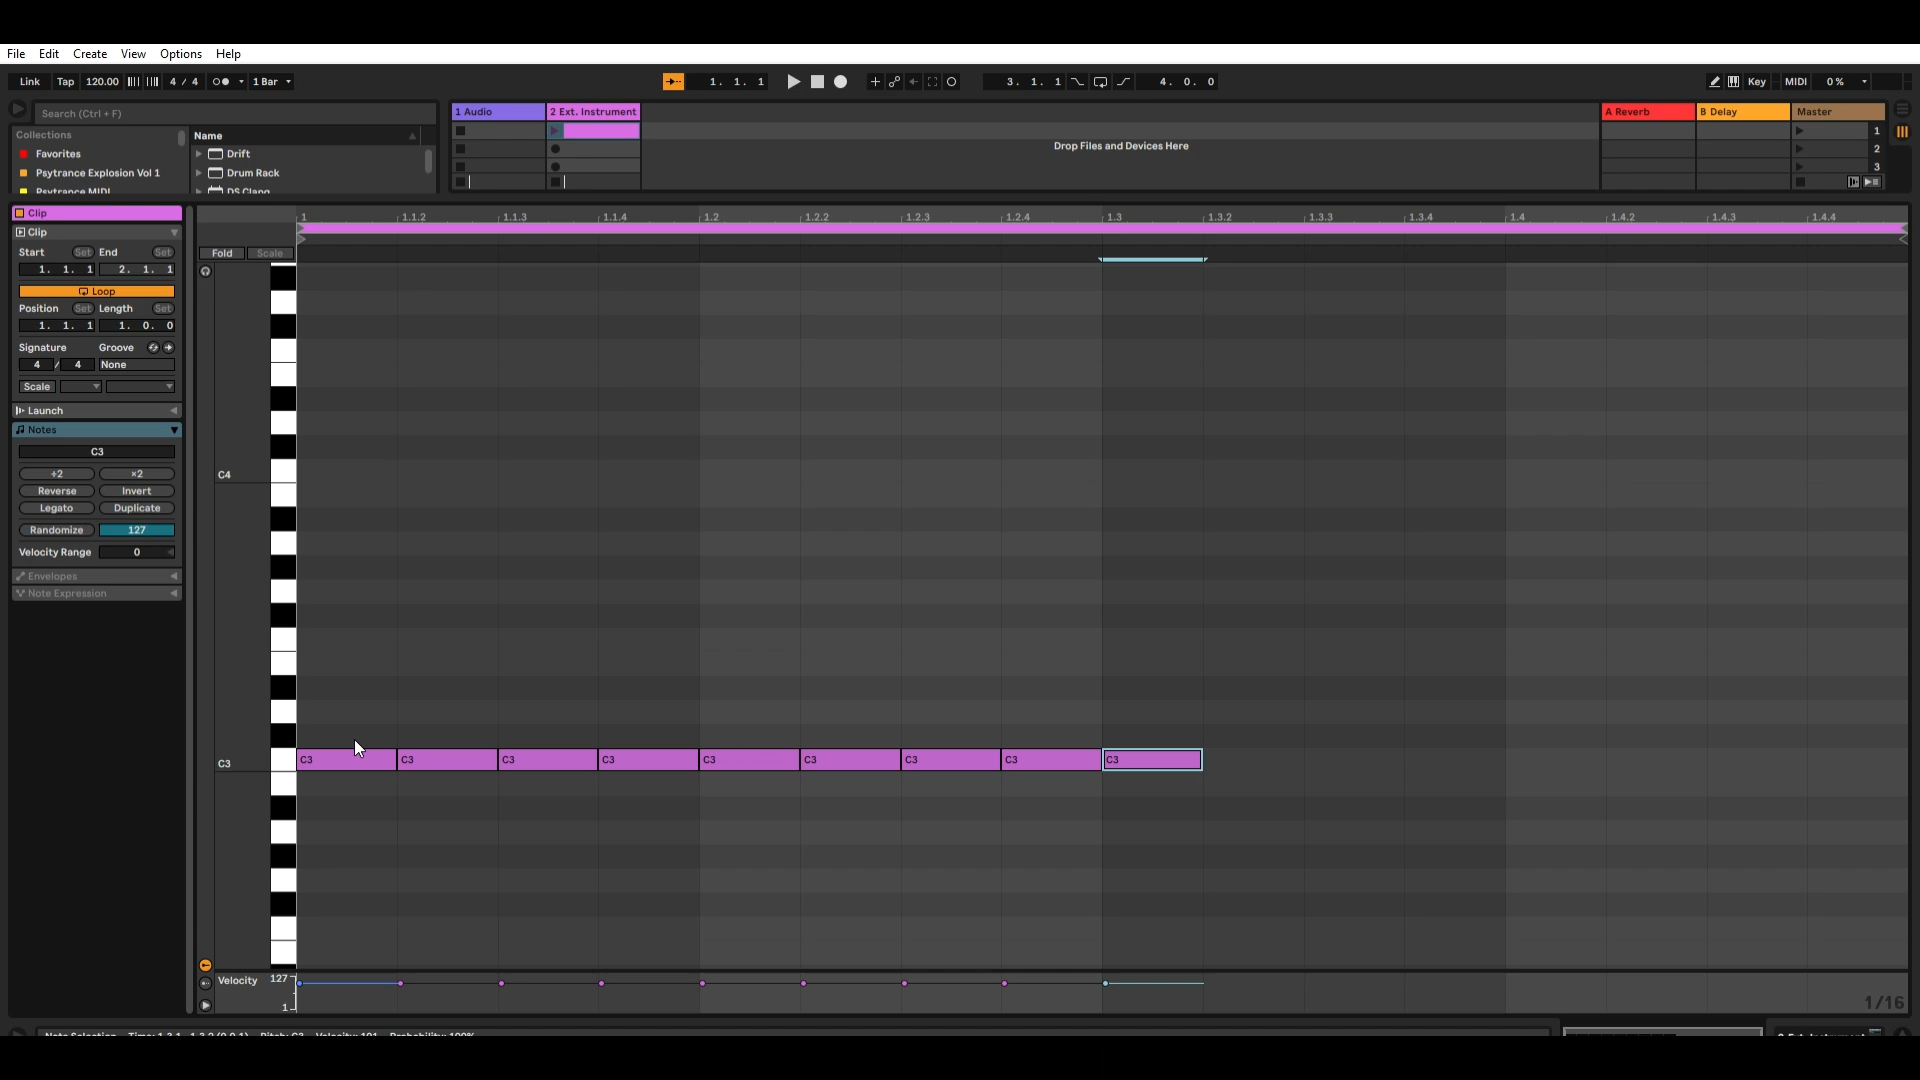 File Edit Create View Options Help
Link Tap 120.00 4 / 4 1 Bar 1. 1. 1 3. 1. 1 4. 0. 0 Key MIDI 0 %
Search (Ctrl + F)
Collections
Favorites
Psytrance Explosion Vol 1
Psytrance MIDI
Name
Drift
Drum Rack
DS Clang
1 Audio 2 Ext. Instrument
Drop Files and Devices Here
A Reverb B Delay Master
1
2
3
Clip
Clip
Start Set End Set
1. 1. 1 2. 1. 1
Loop
Position Set Length Set
1. 1. 1 1. 0. 0
Signature Groove
4 / 4 None
Scale
Launch
Notes
C3
÷2 ×2
Reverse Invert
Legato Duplicate
Randomize 127
Velocity Range 0
Envelopes
Note Expression
1 1.1.2 1.1.3 1.1.4 1.2 1.2.2 1.2.3 1.2.4 1.3 1.3.2 1.3.3 1.3.4 1.4 1.4.2 1.4.3 1.4.4
Fold Scale
C4
C3 C3 C3 C3 C3 C3 C3 C3 C3 C3
Velocity 127
1
1/16
Note Selection Time: 1.3.1 - 1.3.2 (0.0.1) Pitch: C3 Velocity: 101 Probability: 100%
2-Ext. Instrument